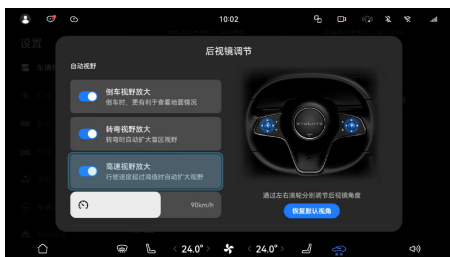 10:02
设置
后视镜调节
自动视野
倒车视野放大
倒车时，更有利于查看地面情况
转弯视野放大
转弯时自动扩大盲区视野
高速视野放大
行驶速度超过阈值时自动扩大视野
90km/h
通过左右滚轮分别调节后视镜角度
恢复默认视角
24.0°
24.0°